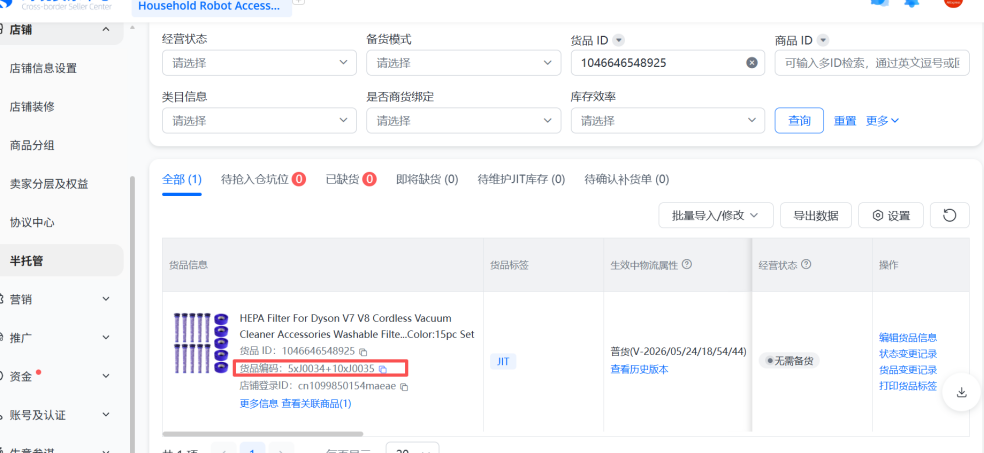 Cross-border Seller Center
Household Robot Access...
店铺
店铺信息设置
店铺装修
商品分组
卖家分层及权益
协议中心
半托管
营销
推广
资金
账号及认证
经营状态
备货模式
货品 ID
商品 ID
请选择
请选择
1046646548925
可输入多ID检索，通过英文逗号或
类目信息
是否商货绑定
库存效率
请选择
请选择
请选择
查询
重置
更多
全部 (1)
待抢入仓坑位 0
已缺货 0
即将缺货 (0)
待维护JIT库存 (0)
待确认补货单 (0)
批量导入/修改
导出数据
设置
货品信息
货品标签
生效中物流属性
经营状态
操作
HEPA Filter For Dyson V7 V8 Cordless Vacuum
Cleaner Accessories Washable Filte...Color:15pc Set
货品 ID：1046646548925
货品编码：5xJ0034+10xJ0035
店铺登录ID：cn1099850154maeae
更多信息 查看关联商品(1)
JIT
普货(V-2026/05/24/18/54/44)
查看历史版本
无需备货
编辑货品信息
状态变更记录
货品变更记录
打印货品标签
共 1 项
1
每页显示
20